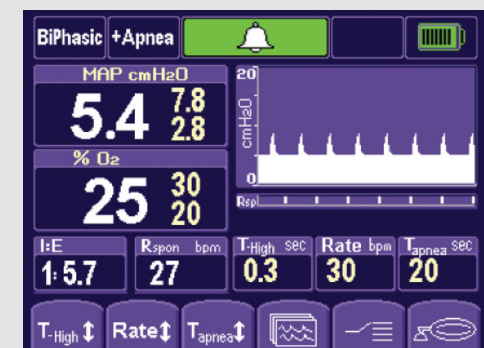 BiPhasic +Apnea
MAP cmH2O
5.4 7.8 2.8
% O2
25 30 20
20
cmH2O
0
Rsp
I:E
1:5.7
Rspon bpm
27
T-High sec
0.3
Rate bpm
30
Tapnea sec
20
T-High Rate Tapnea